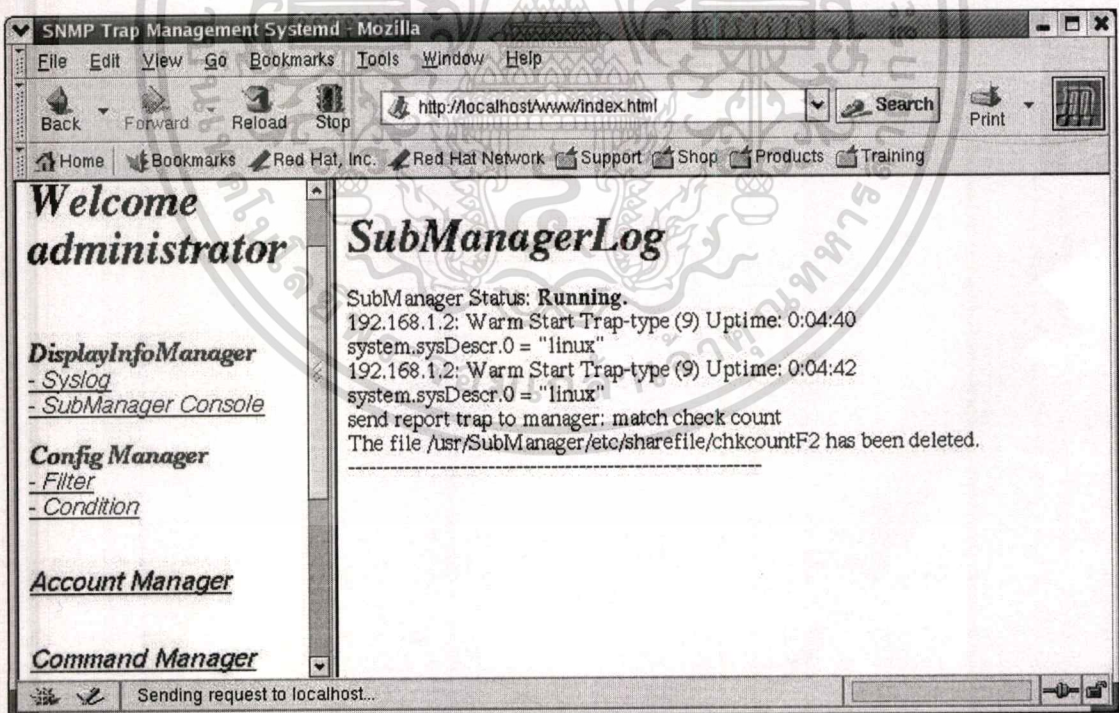 SNMP Trap Management Systemd - Mozilla
File Edit View Go Bookmarks Tools Window Help
Back Forward Reload Stop http://localhost/www/index.html Search Print
Home Bookmarks Red Hat, Inc. Red Hat Network Support Shop Products Training
Welcome
administrator
DisplayInfoManager
- Syslog
- SubManager Console
Config Manager
- Filter
- Condition
Account Manager
Command Manager
SubManagerLog
SubManager Status: Running.
192.168.1.2: Warm Start Trap-type (9) Uptime: 0:04:40
system.sysDescr.0 = "linux"
192.168.1.2: Warm Start Trap-type (9) Uptime: 0:04:42
system.sysDescr.0 = "linux"
send report trap to manager: match check count
The file /usr/SubManager/etc/sharefile/chkcountF2 has been deleted.
------------------------------------------------------------
Sending request to localhost...